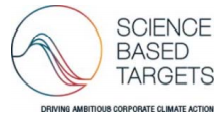 SCIENCE
BASED
TARGETS
DRIVING AMBITIOUS CORPORATE CLIMATE ACTION